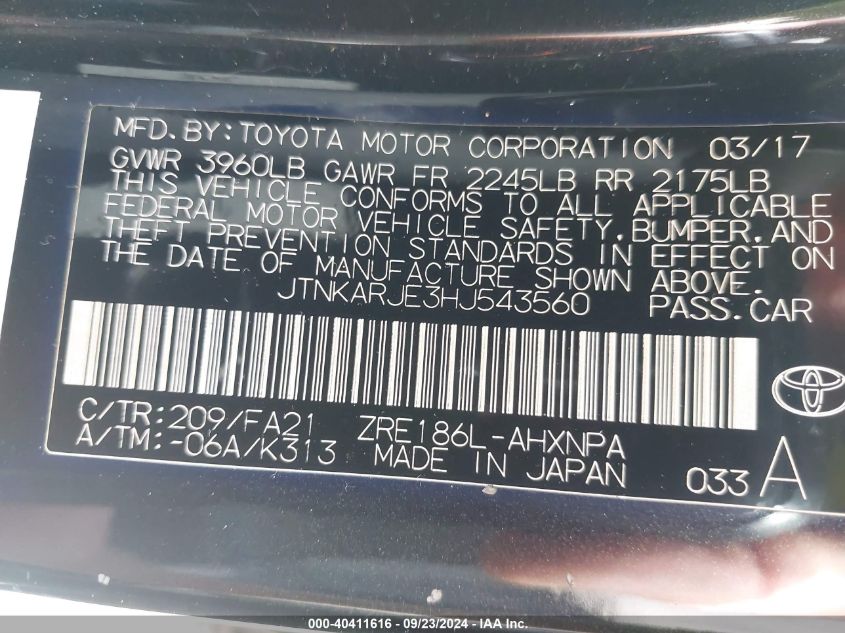 MFD. BY: TOYOTA MOTOR CORPORATION 03/17
GVWR 3960LB GAWR FR 2245LB RR 2175LB
THIS VEHICLE CONFORMS TO ALL APPLICABLE
FEDERAL MOTOR VEHICLE SAFETY, BUMPER, AND
THEFT PREVENTION STANDARDS IN EFFECT ON
THE DATE OF MANUFACTURE SHOWN ABOVE.
JTNKARJE3HJ543560 PASS. CAR
C/TR: 209/FA21 ZRE186L-AHXNPA
A/TM: -06A/K313 MADE IN JAPAN
033 A
000-40411616 - 09/23/2024 - IAA Inc.